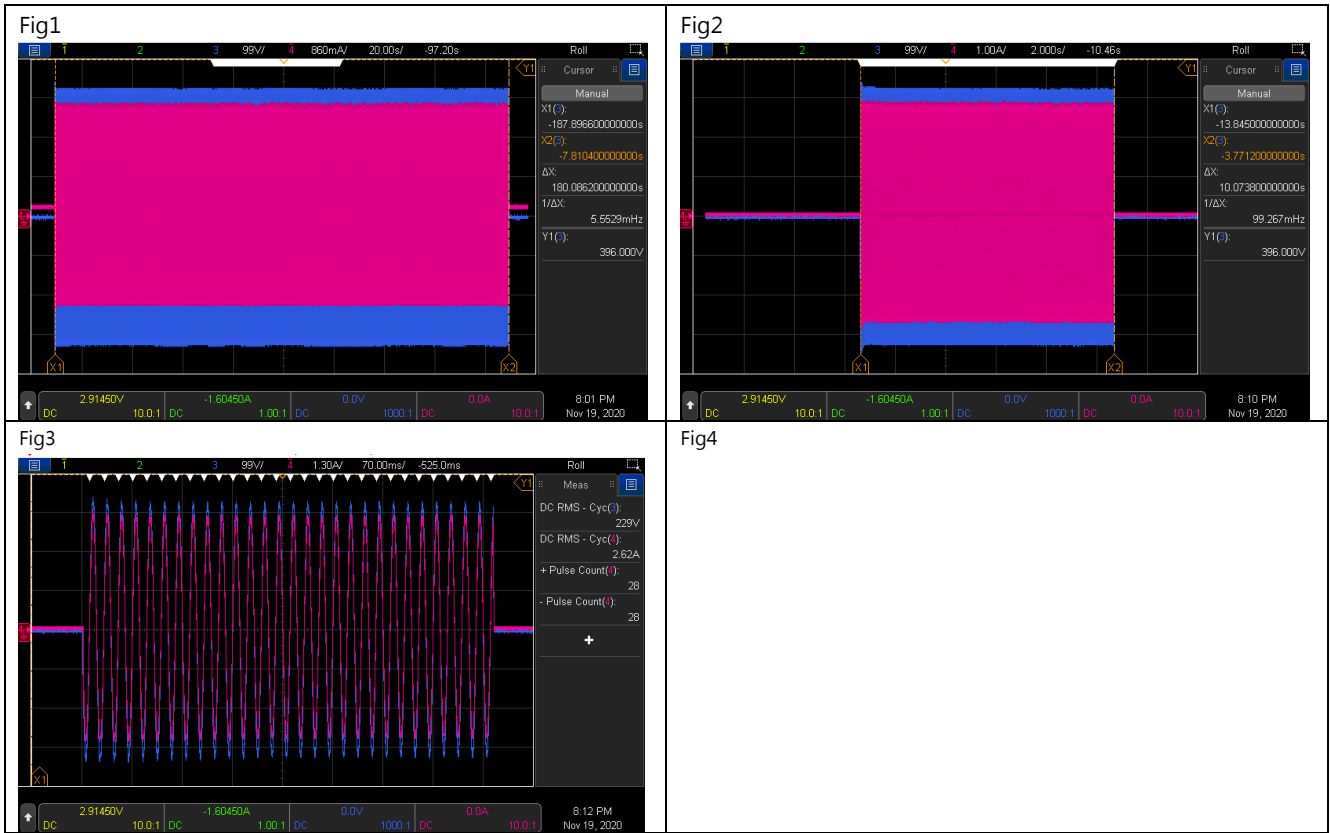 Fig1
1 2 3 99V/ 4 860mA/ 20.00s/ -97.20s Roll
Y1
Cursor
Manual
X1(3):
-187.896600000000s
X2(3):
-7.810400000000s
ΔX:
180.086200000000s
1/ΔX:
5.5529mHz
Y1(3):
396.000V
4
X1 X2
2.91450V -1.60450A 0.0V 0.0A 8:01 PM
DC 10.0:1 DC 1.00:1 DC 1000:1 DC 10.0:1 Nov 19, 2020
Fig2
1 2 3 99V/ 4 1.00A/ 2.000s/ -10.46s Roll
Y1
Cursor
Manual
X1(3):
-13.845000000000s
X2(3):
-3.771200000000s
ΔX:
10.073800000000s
1/ΔX:
99.267mHz
Y1(3):
396.000V
4
X1 X2
2.91450V -1.60450A 0.0V 0.0A 8:10 PM
DC 10.0:1 DC 1.00:1 DC 1000:1 DC 10.0:1 Nov 19, 2020
Fig3
1 2 3 99V/ 4 1.30A/ 70.00ms/ -525.0ms Roll
Y1
Meas
DC RMS - Cyc(3):
229V
DC RMS - Cyc(4):
2.62A
+ Pulse Count(4):
28
- Pulse Count(4):
28
+
4
X1
2.91450V -1.60450A 0.0V 0.0A 8:12 PM
DC 10.0:1 DC 1.00:1 DC 1000:1 DC 10.0:1 Nov 19, 2020
Fig4